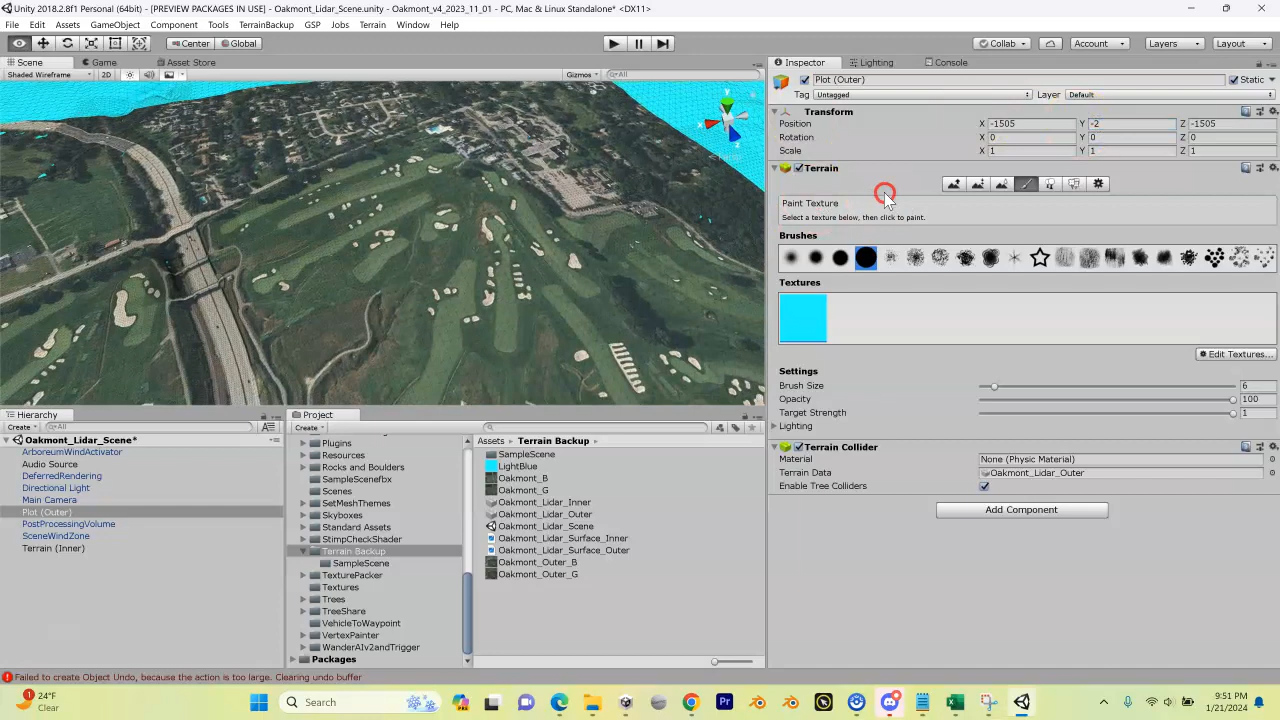 Unity 2018.2.8f1 Personal (64bit) - [PREVIEW PACKAGES IN USE] - Oakmont_Lidar_Scene.unity - Oakmont_v4_2023_11_01 - PC, Mac & Linux Standalone* <DX11>
File Edit Assets GameObject Component Tools TerrainBackup GSP Jobs Terrain Window Help
Center Global Collab Account Layers Layout
Scene Game Asset Store
Shaded Wireframe 2D Gizmos All
Inspector Lighting Console
Plot (Outer) Static
Tag Untagged Layer Default
Transform
Position X -1505 Y -2 Z -1505
Rotation X 0 Y 0 Z 0
Scale X 1 Y 1 Z 1
Terrain
Paint Texture
Select a texture below, then click to paint.
Brushes
Textures
Edit Textures...
Settings
Brush Size 6
Opacity 100
Target Strength 1
Lighting
Terrain Collider
Material None (Physic Material)
Terrain Data Oakmont_Lidar_Outer
Enable Tree Colliders
Add Component
Hierarchy
Create All
Oakmont_Lidar_Scene*
ArboreumWindActivator
Audio Source
DeferredRendering
Directional Light
Main Camera
Plot (Outer)
PostProcessingVolume
SceneWindZone
Terrain (Inner)
Project
Create
Plugins
Resources
Rocks and Boulders
SampleScenefbx
Scenes
SetMeshThemes
Skyboxes
Standard Assets
StimpCheckShader
Terrain Backup
SampleScene
TexturePacker
Textures
Trees
TreeShare
VehicleToWaypoint
VertexPainter
WanderAIv2andTrigger
Packages
Assets Terrain Backup
SampleScene
LightBlue
Oakmont_B
Oakmont_G
Oakmont_Lidar_Inner
Oakmont_Lidar_Outer
Oakmont_Lidar_Scene
Oakmont_Lidar_Surface_Inner
Oakmont_Lidar_Surface_Outer
Oakmont_Outer_B
Oakmont_Outer_G
Failed to create Object Undo, because the action is too large. Clearing undo buffer
24°F
Clear
Search
9:51 PM
1/21/2024